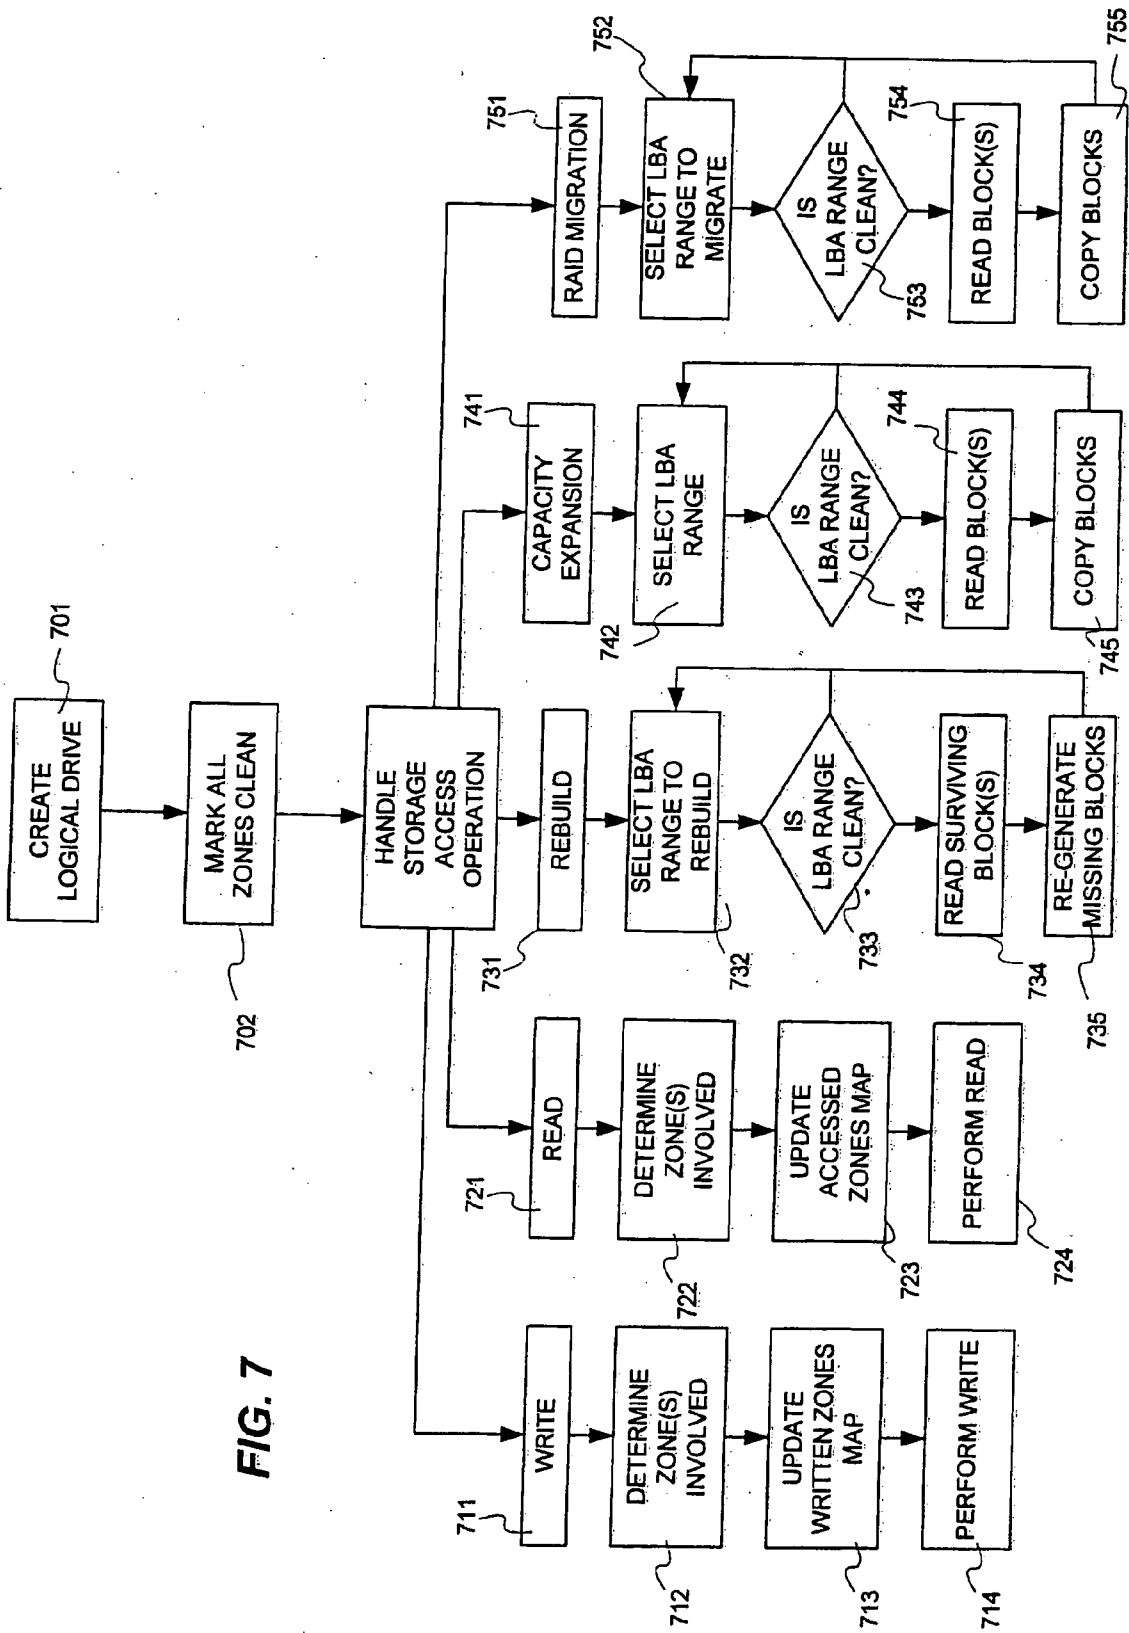 FIG. 7
CREATE
LOGICAL DRIVE
701
MARK ALL
ZONES CLEAN
702
HANDLE
STORAGE
ACCESS
OPERATION
WRITE
711
DETERMINE
ZONE(S)
INVOLVED
712
UPDATE
WRITTEN ZONES
MAP
713
PERFORM WRITE
714
READ
721
DETERMINE
ZONE(S)
INVOLVED
722
UPDATE
ACCESSED
ZONES MAP
723
PERFORM READ
724
REBUILD
731
SELECT LBA
RANGE TO
REBUILD
732
IS
LBA RANGE
CLEAN?
733
READ SURVIVING
BLOCK(S)
734
RE-GENERATE
MISSING BLOCKS
735
CAPACITY
EXPANSION
741
SELECT LBA
RANGE
742
IS
LBA RANGE
CLEAN?
743
READ BLOCK(S)
744
COPY BLOCKS
745
RAID MIGRATION
751
SELECT LBA
RANGE TO
MIGRATE
752
IS
LBA RANGE
CLEAN?
753
READ BLOCK(S)
754
COPY BLOCKS
755